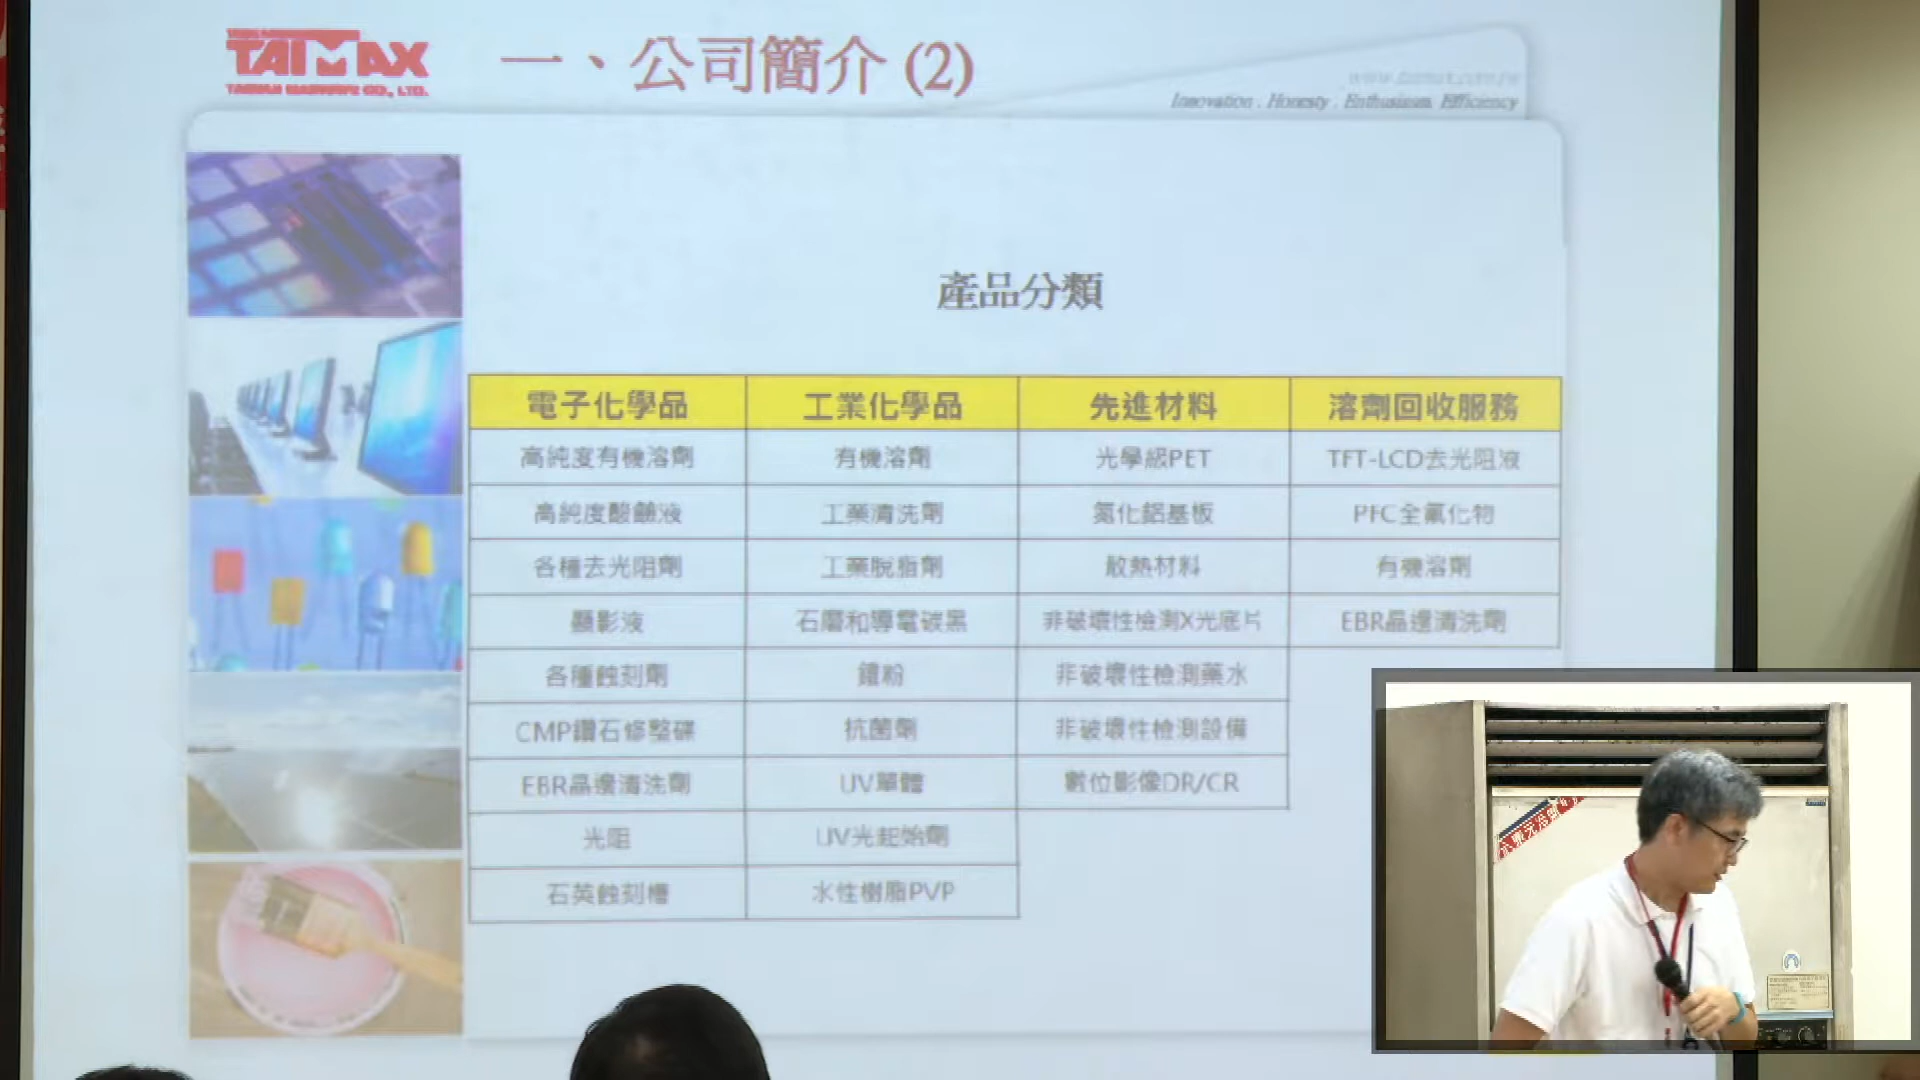 TAIMAX
TAIWAN MAXWAVE CO., LTD.
一、公司簡介 (2)
Innovation . Honesty . Enthusiasm. Efficiency
產品分類
電子化學品 工業化學品 先進材料 溶劑回收服務
高純度有機溶劑 有機溶劑 光學級PET TFT-LCD去光阻液
高純度酸鹼液 工業清洗劑 氮化鋁基板 PFC全氟化物
各種去光阻劑 工業脫脂劑 散熱材料 有機溶劑
顯影液 石磨和導電碳黑 非破壞性檢測X光底片 EBR晶邊清洗劑
各種蝕刻劑 鎳粉 非破壞性檢測藥水
CMP鑽石修整碟 抗菌劑 非破壞性檢測設備
EBR晶邊清洗劑 UV單體 數位影像DR/CR
光阻 UV光起始劑
石英蝕刻槽 水性樹脂PVP